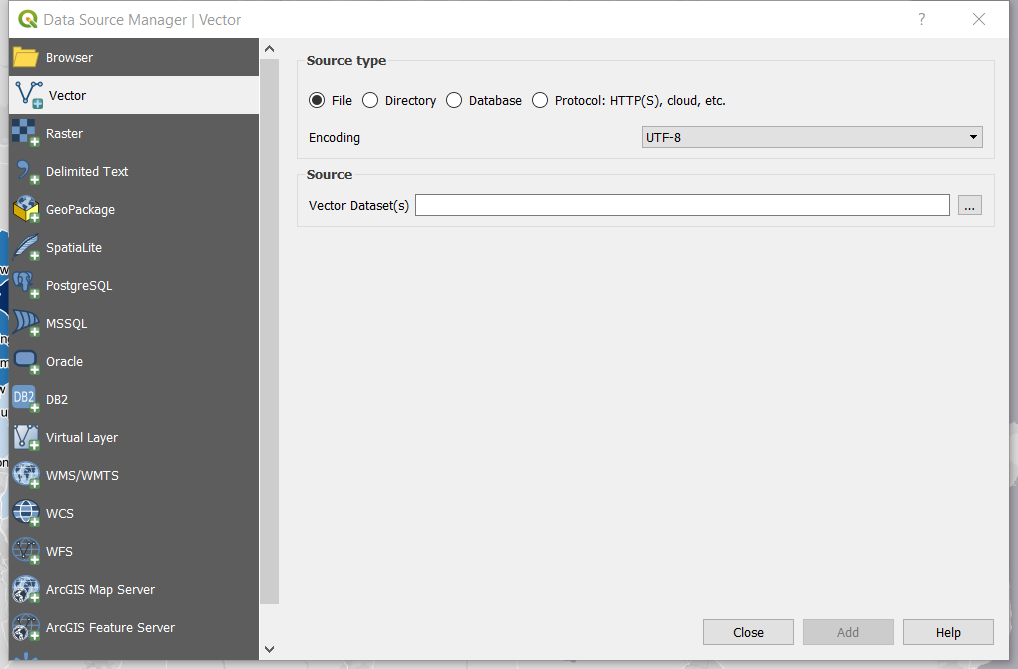 Data Source Manager | Vector
?
Browser
Vector
Raster
Delimited Text
GeoPackage
SpatiaLite
PostgreSQL
MSSQL
Oracle
DB2
DB2
Virtual Layer
WMS/WMTS
WCS
WFS
ArcGIS Map Server
ArcGIS Feature Server
Source type
File Directory Database Protocol: HTTP(S), cloud, etc.
Encoding UTF-8
Source
Vector Dataset(s) ...
Close Add Help